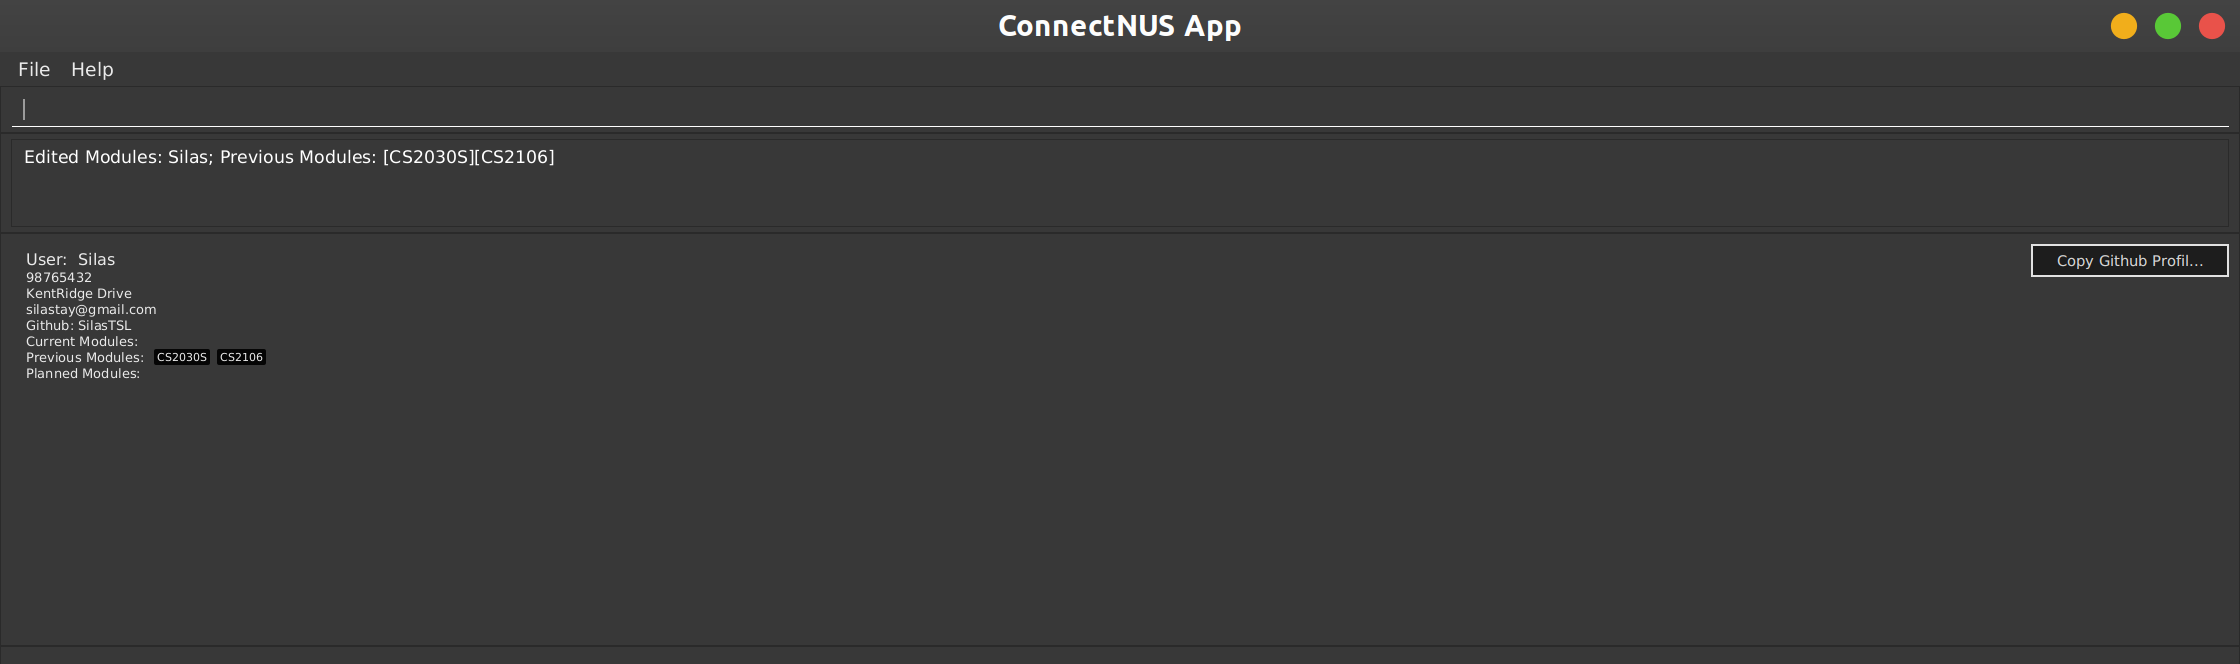 ConnectNUS App
File Help
Edited Modules: Silas; Previous Modules: [CS2030S][CS2106]
User: Silas
Copy Github Profil...
98765432
KentRidge Drive
silastay@gmail.com
Github: SilasTSL
Current Modules:
Previous Modules: CS2030S CS2106
Planned Modules: